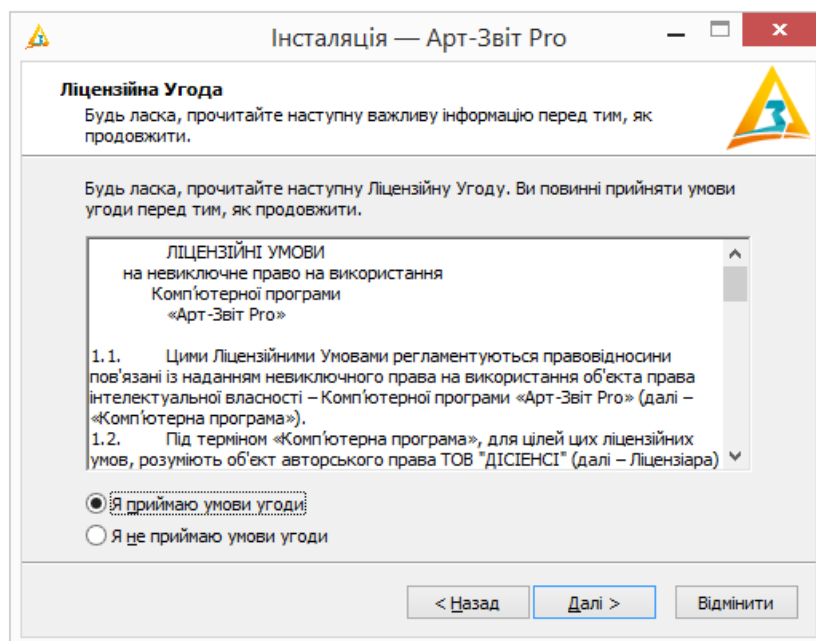 Інсталяція — Арт-Звіт Pro
Ліцензійна Угода
Будь ласка, прочитайте наступну важливу інформацію перед тим, як
продовжити.
Будь ласка, прочитайте наступну Ліцензійну Угоду. Ви повинні прийняти умови
угоди перед тим, як продовжити.
ЛІЦЕНЗІЙНІ УМОВИ
на невиключне право на використання
Комп'ютерної програми
«Арт-Звіт Pro»
1.1. Цими Ліцензійними Умовами регламентуються правовідносини
пов'язані із наданням невиключного права на використання об'єкта права
інтелектуальної власності – Комп'ютерної програми «Арт-Звіт Pro» (далі –
«Комп'ютерна програма»).
1.2. Під терміном «Комп'ютерна програма», для цілей цих ліцензійних
умов, розуміють об'єкт авторського права ТОВ "ДІСІЕНСІ" (далі – Ліцензіара)
Я приймаю умови угоди
Я не приймаю умови угоди
< Назад
Далі >
Відмінити